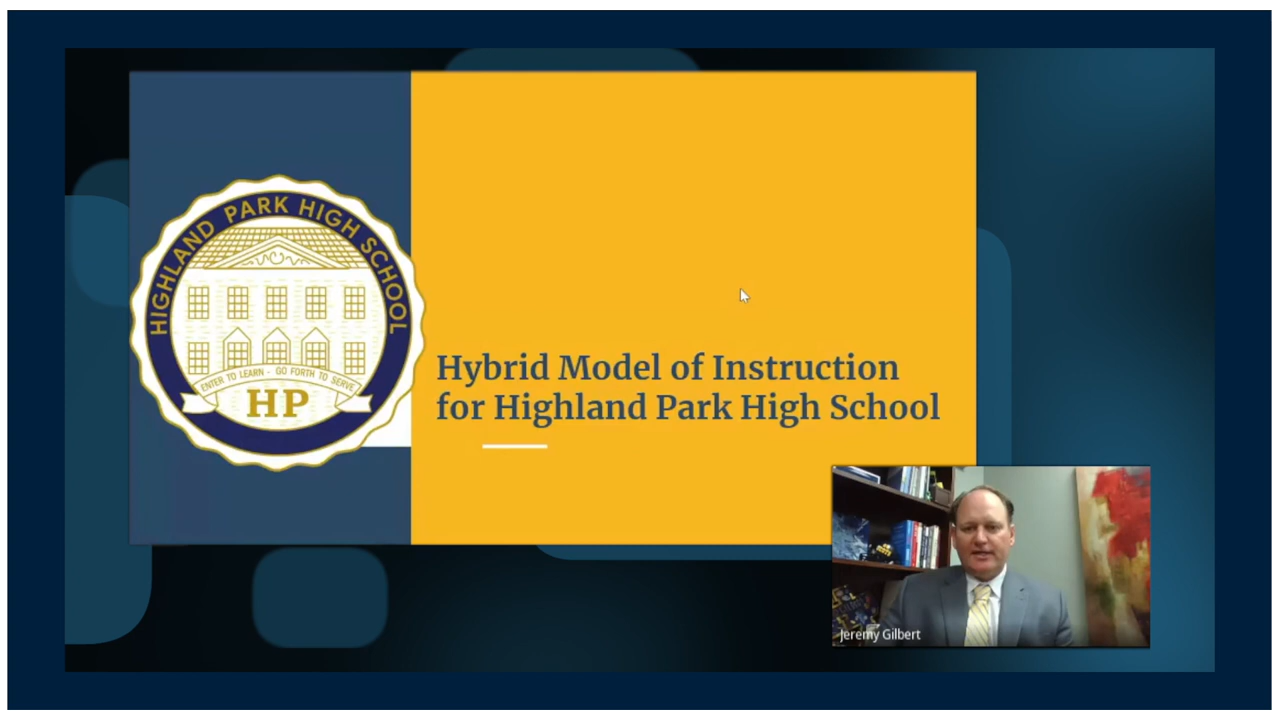 HIGHLAND PARK HIGH SCHOOL
ENTER TO LEARN - GO FORTH TO SERVE
HP
Hybrid Model of Instruction
for Highland Park High School
Jeremy Gilbert